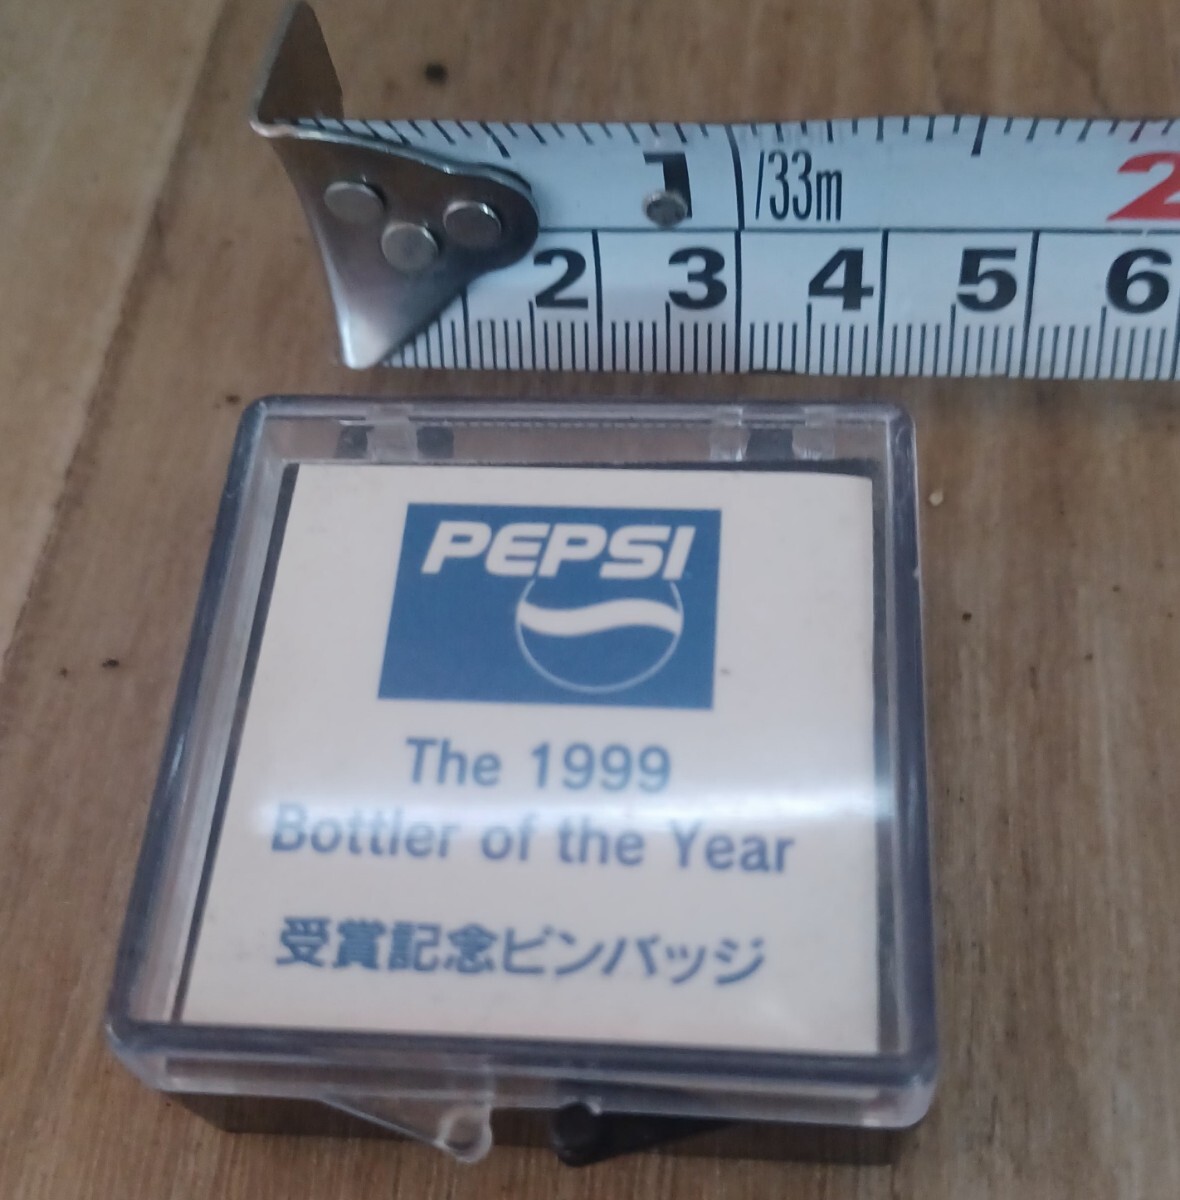 1 /33m 2
2 3 4 5 6
PEPSI
The 1999
Bottler of the Year
受賞記念ピンバッジ